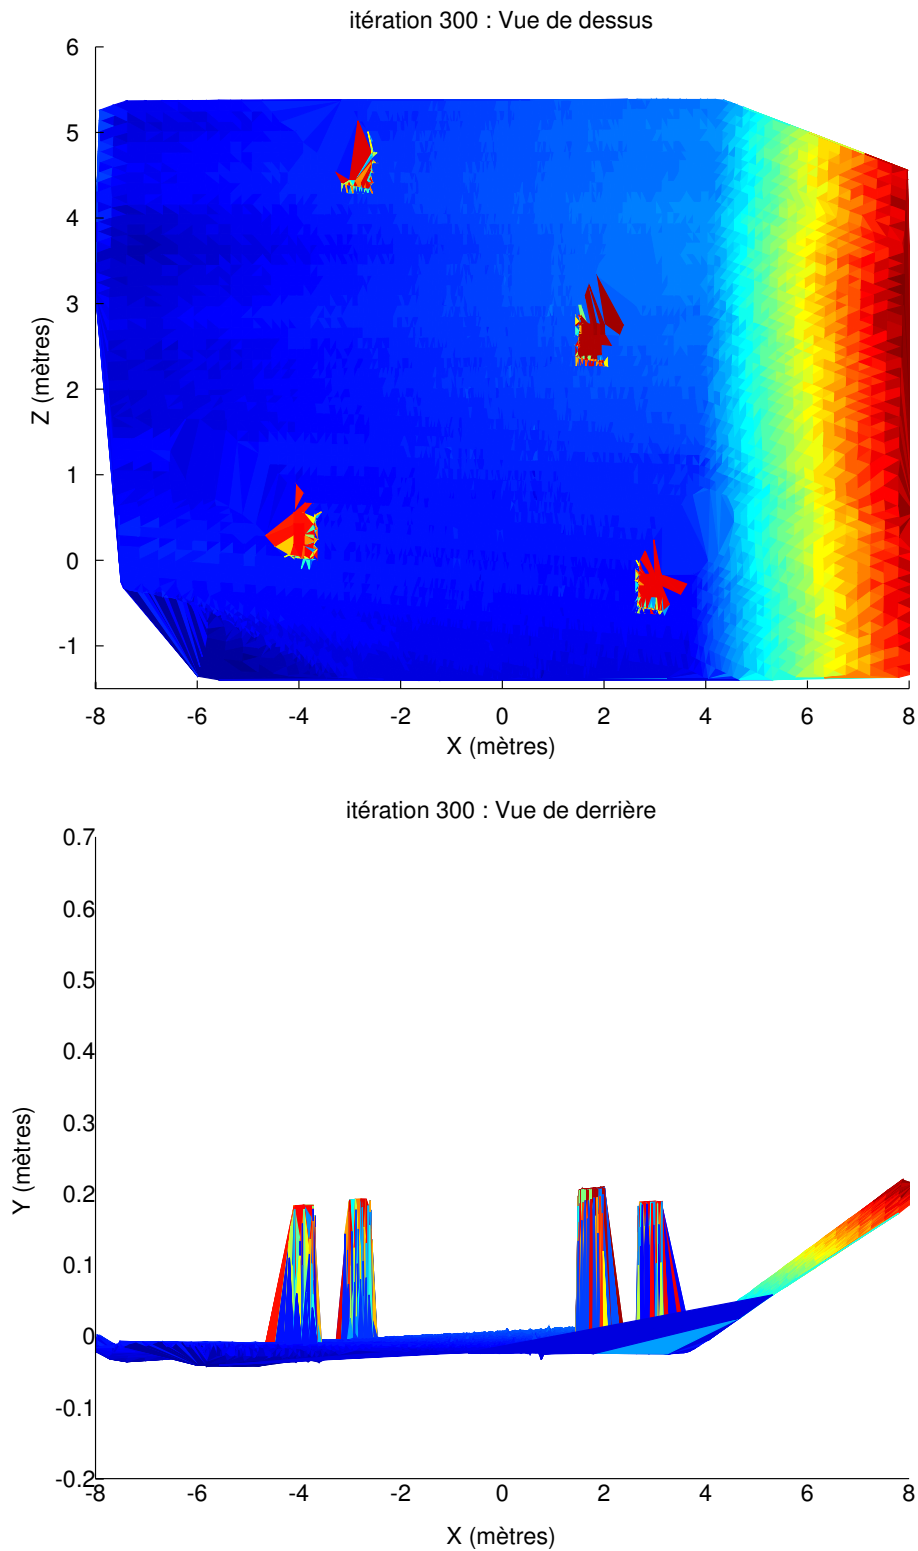 itération 300 : Vue de dessus
6
5
4
3
2
1
0
-1
Z (mètres)
-8 -6 -4 -2 0 2 4 6 8
X (mètres)
itération 300 : Vue de derrière
0.7
0.6
0.5
0.4
0.3
0.2
0.1
0
-0.1
-0.2
Y (mètres)
-8 -6 -4 -2 0 2 4 6 8
X (mètres)